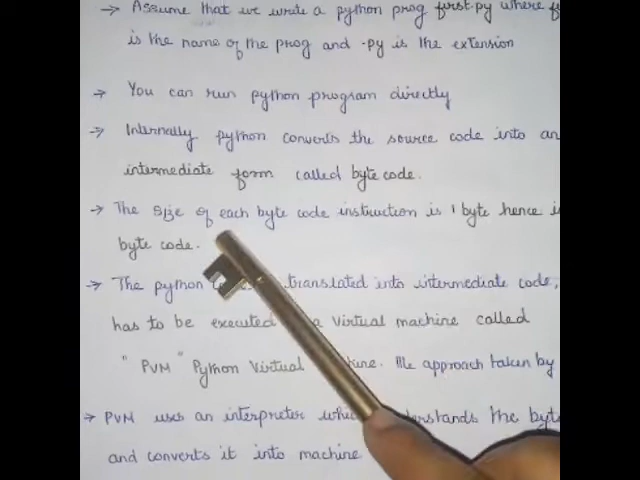 → Assume that we write a python prog first.py where
is the name of the prog and .py is the extension
→ You can run python program directly
→ Internally python converts the source code into an
intermediate form called byte code.
→ The size of each byte code instruction is 1 byte hence
byte code.
→ The python translated into intermediate code,
has to be executed a virtual machine called
"PVM" Python Virtual The approach taken by
→ PVM uses an interpreter the byt
and converts it into machine